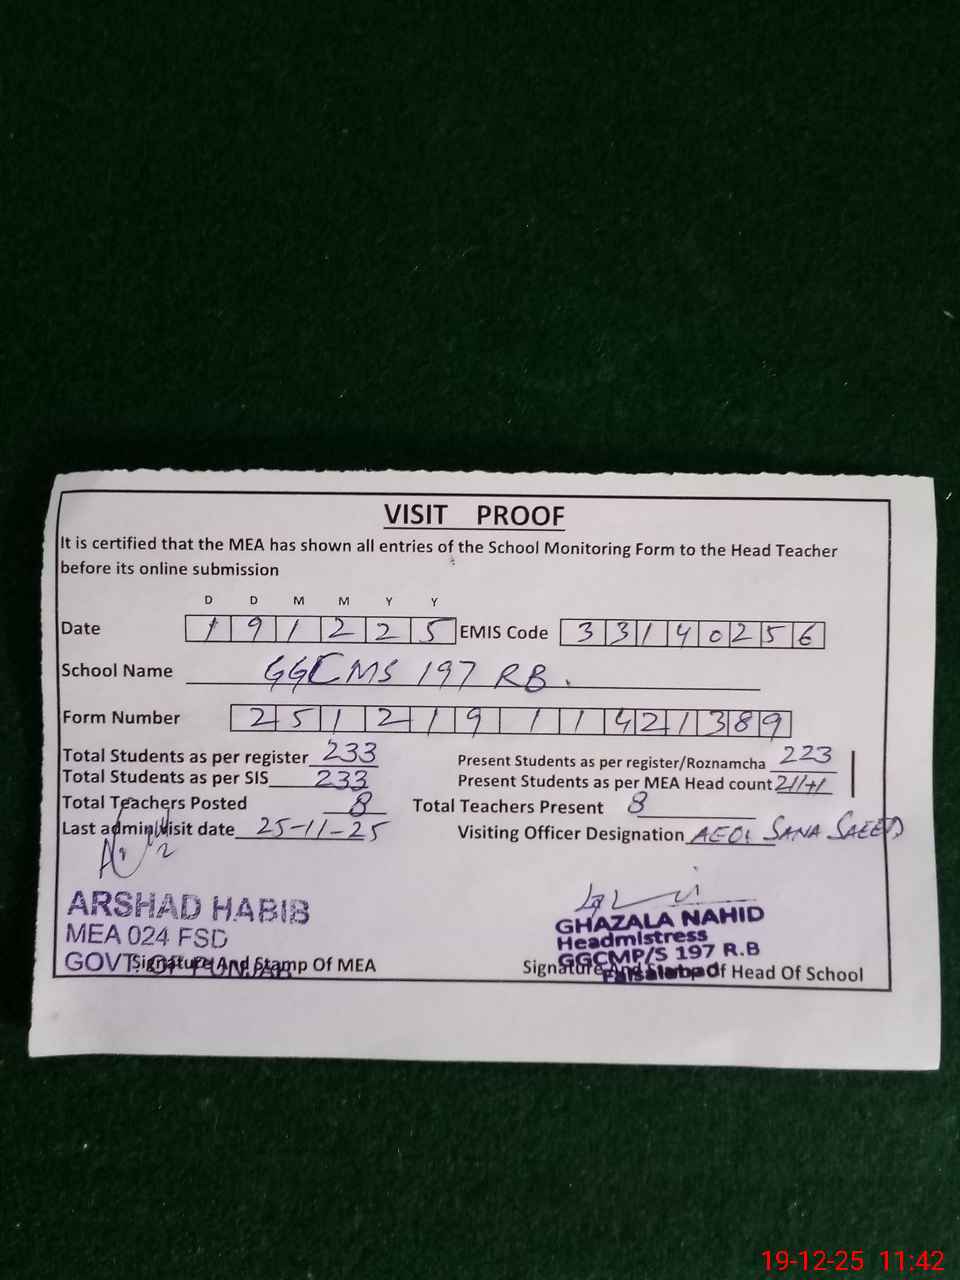 VISIT PROOF
It is certified that the MEA has shown all entries of the School Monitoring Form to the Head Teacher
before its online submission
D D M M Y Y
Date 1 9 1 2 2 5 EMIS Code 3 3 1 4 0 2 5 6
School Name GGCMS 197 RB.
Form Number 2 5 1 2 1 9 1 1 4 2 1 3 8 9
Total Students as per register 233 Present Students as per register/Roznamcha 223
Total Students as per SIS 233 Present Students as per MEA Head count 211+1
Total Teachers Posted 8 Total Teachers Present 8
Last admin Visit date 25-11-25 Visiting Officer Designation AEO: SANA SAEED
ARSHAD HABIB
MEA 024 FSD
GOVT. OF PUNJAB
Signature And Stamp Of MEA
GHAZALA NAHID
Headmistress
GGCMP/S 197 R.B
Faisalabad
Signature And Stamp Of Head Of School
19-12-25 11:42